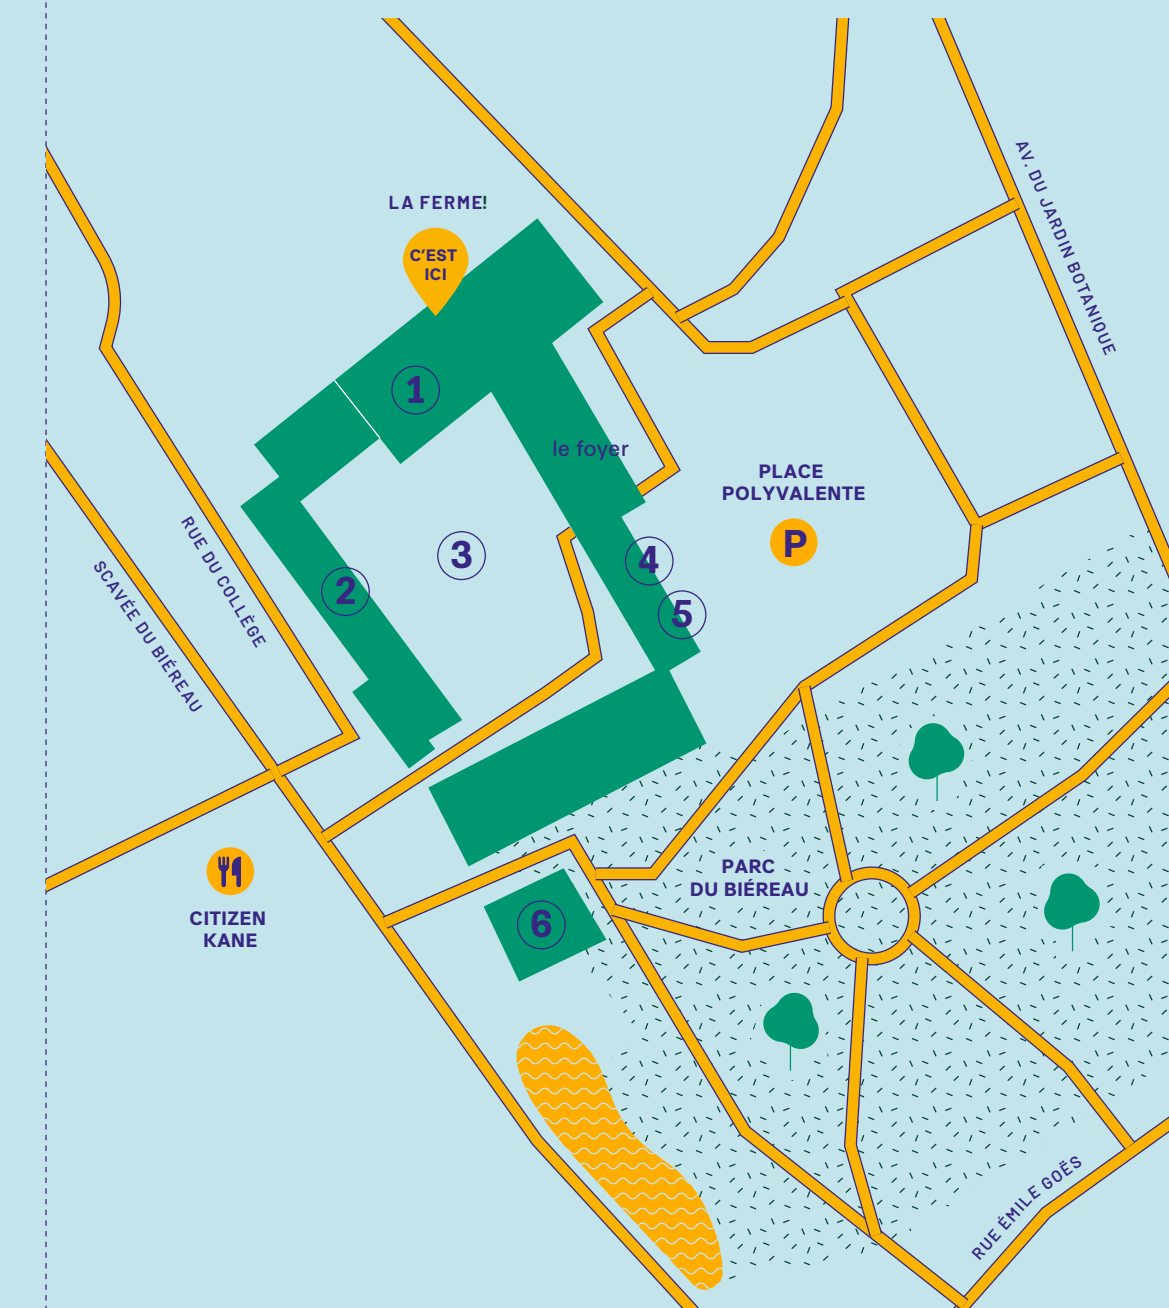 AV. DU JARDIN BOTANIQUE
LA FERME!
C'EST
ICI
1
le foyer
PLACE
POLYVALENTE
P
3
4
2
5
RUE DU COLLÈGE
SCAVÉE DU BIÉREAU
CITIZEN
KANE
PARC
DU BIÉREAU
6
RUE ÉMILE GOËS